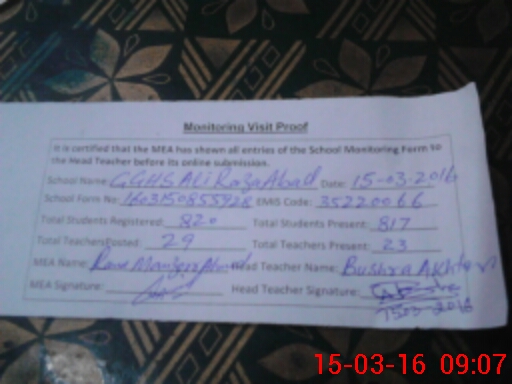 Monitoring Visit Proof
It is certified that the MEA has shown all entries of the School Monitoring Form to
the Head Teacher before its online submission.
School Name: GGHS Ali Raza Abad Date: 15-03-2016
School Form No: 1603150855928 EMIS Code: 35220066
Total Students Registered: 820 Total Students Present: 817
Total Teachers Posted: 29 Total Teachers Present: 23
MEA Name: Head Teacher Name: Bushra Akhter
MEA Signature: Head Teacher Signature:
1503-2016
15-03-16 09:07